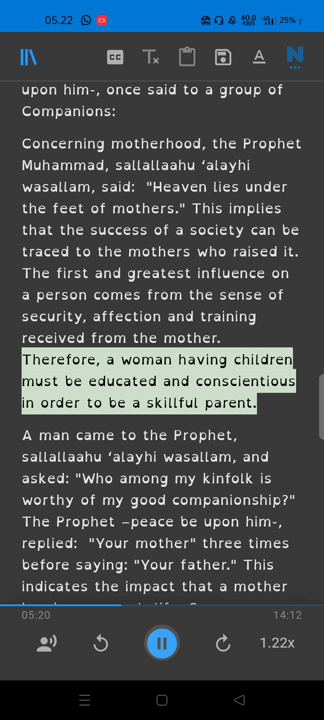 05.22
40.0
KB/S
4G
25%
CC
A
N
upon him-, once said to a group of
Companions:
Concerning motherhood, the Prophet
Muhammad, sallallaahu ‘alayhi
wasallam, said:  "Heaven lies under
the feet of mothers." This implies
that the success of a society can be
traced to the mothers who raised it.
The first and greatest influence on
a person comes from the sense of
security, affection and training
received from the mother.
Therefore, a woman having children
must be educated and conscientious
in order to be a skillful parent.
A man came to the Prophet,
sallallaahu ‘alayhi wasallam, and
asked: "Who among my kinfolk is
worthy of my good companionship?"
The Prophet –peace be upon him-,
replied:  "Your mother" three times
before saying: "Your father." This
indicates the impact that a mother
05:20
14:12
1.22x